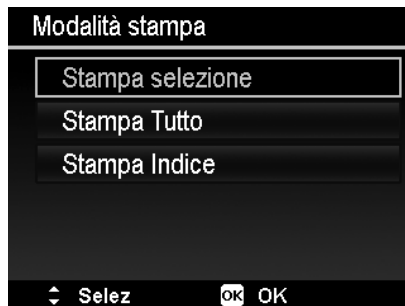 Modalità stampa
Stampa selezione
Stampa Tutto
Stampa Indice
Selez OK OK